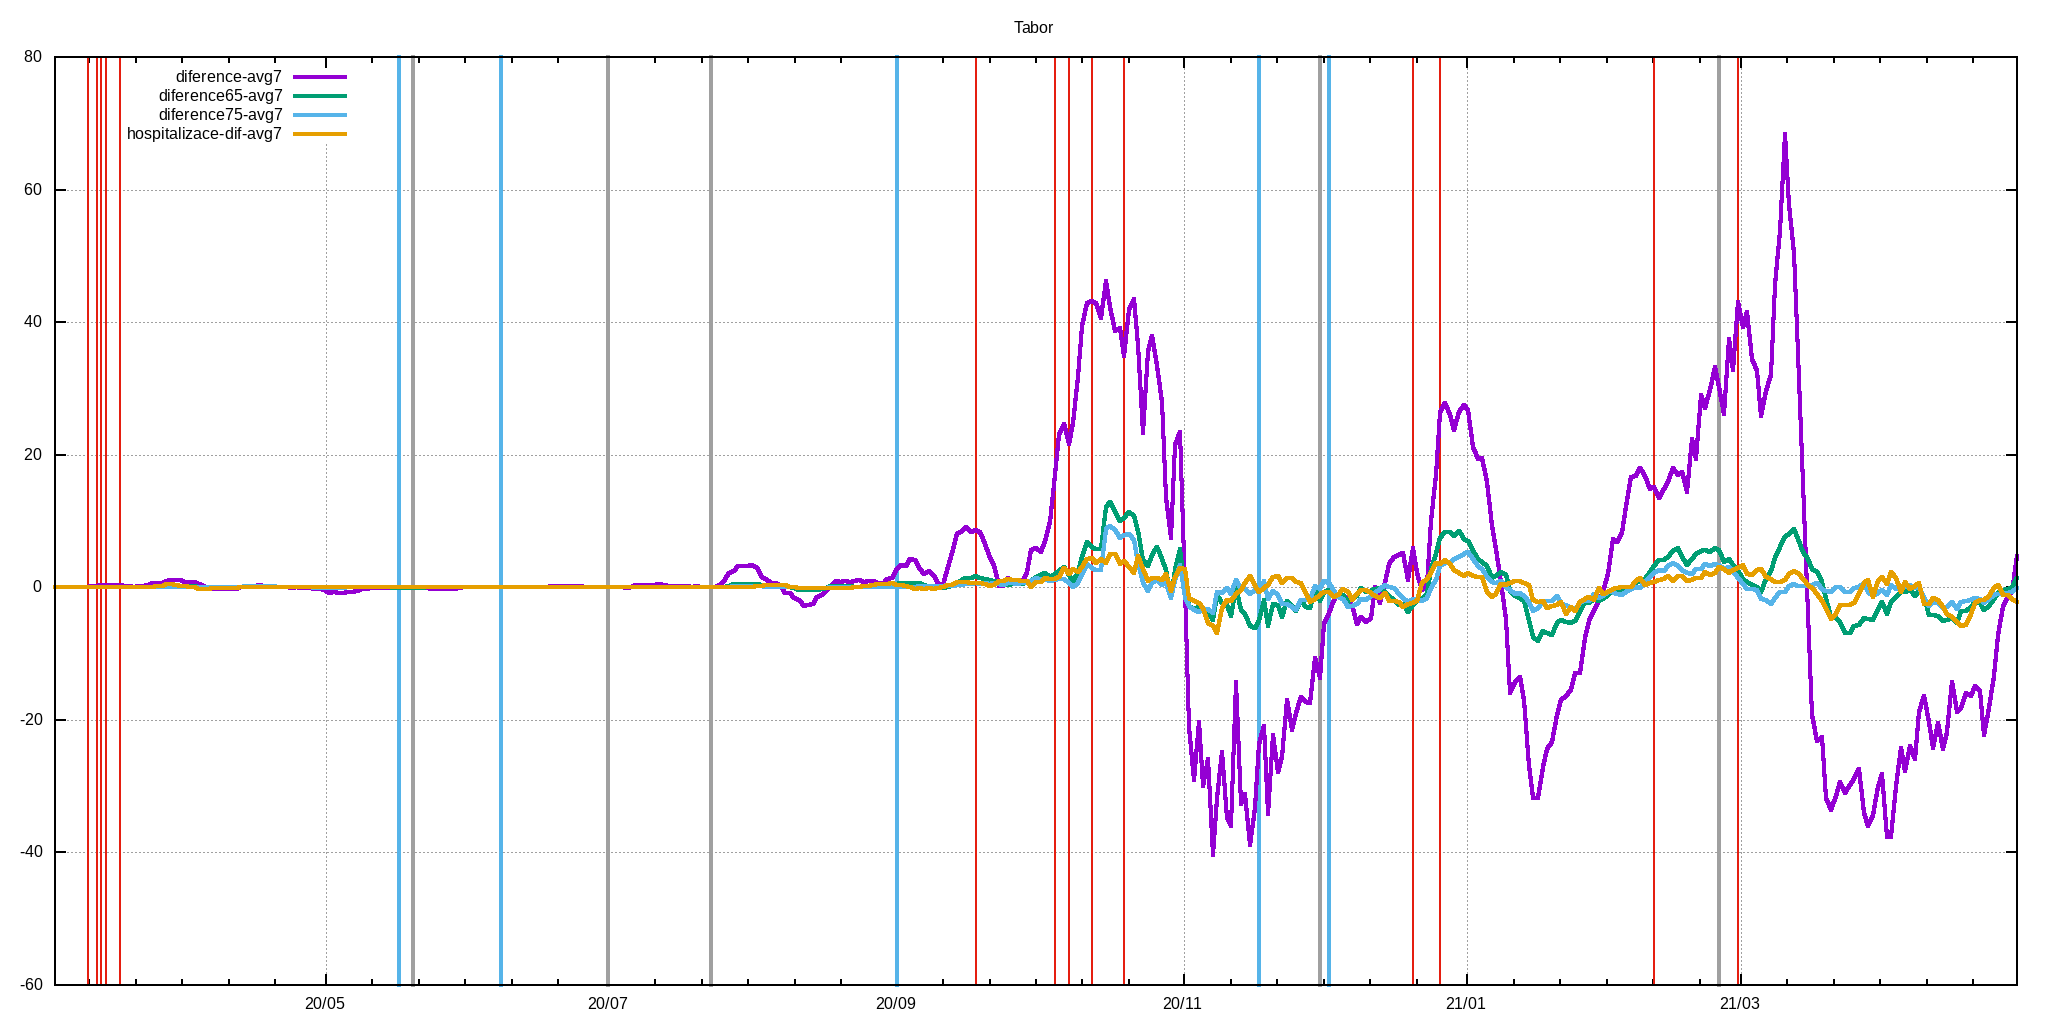 Tabor
diference-avg7
diference65-avg7
diference75-avg7
hospitalizace-dif-avg7
80
60
40
20
0
-20
-40
-60
20/05 20/07 20/09 20/11 21/01 21/03